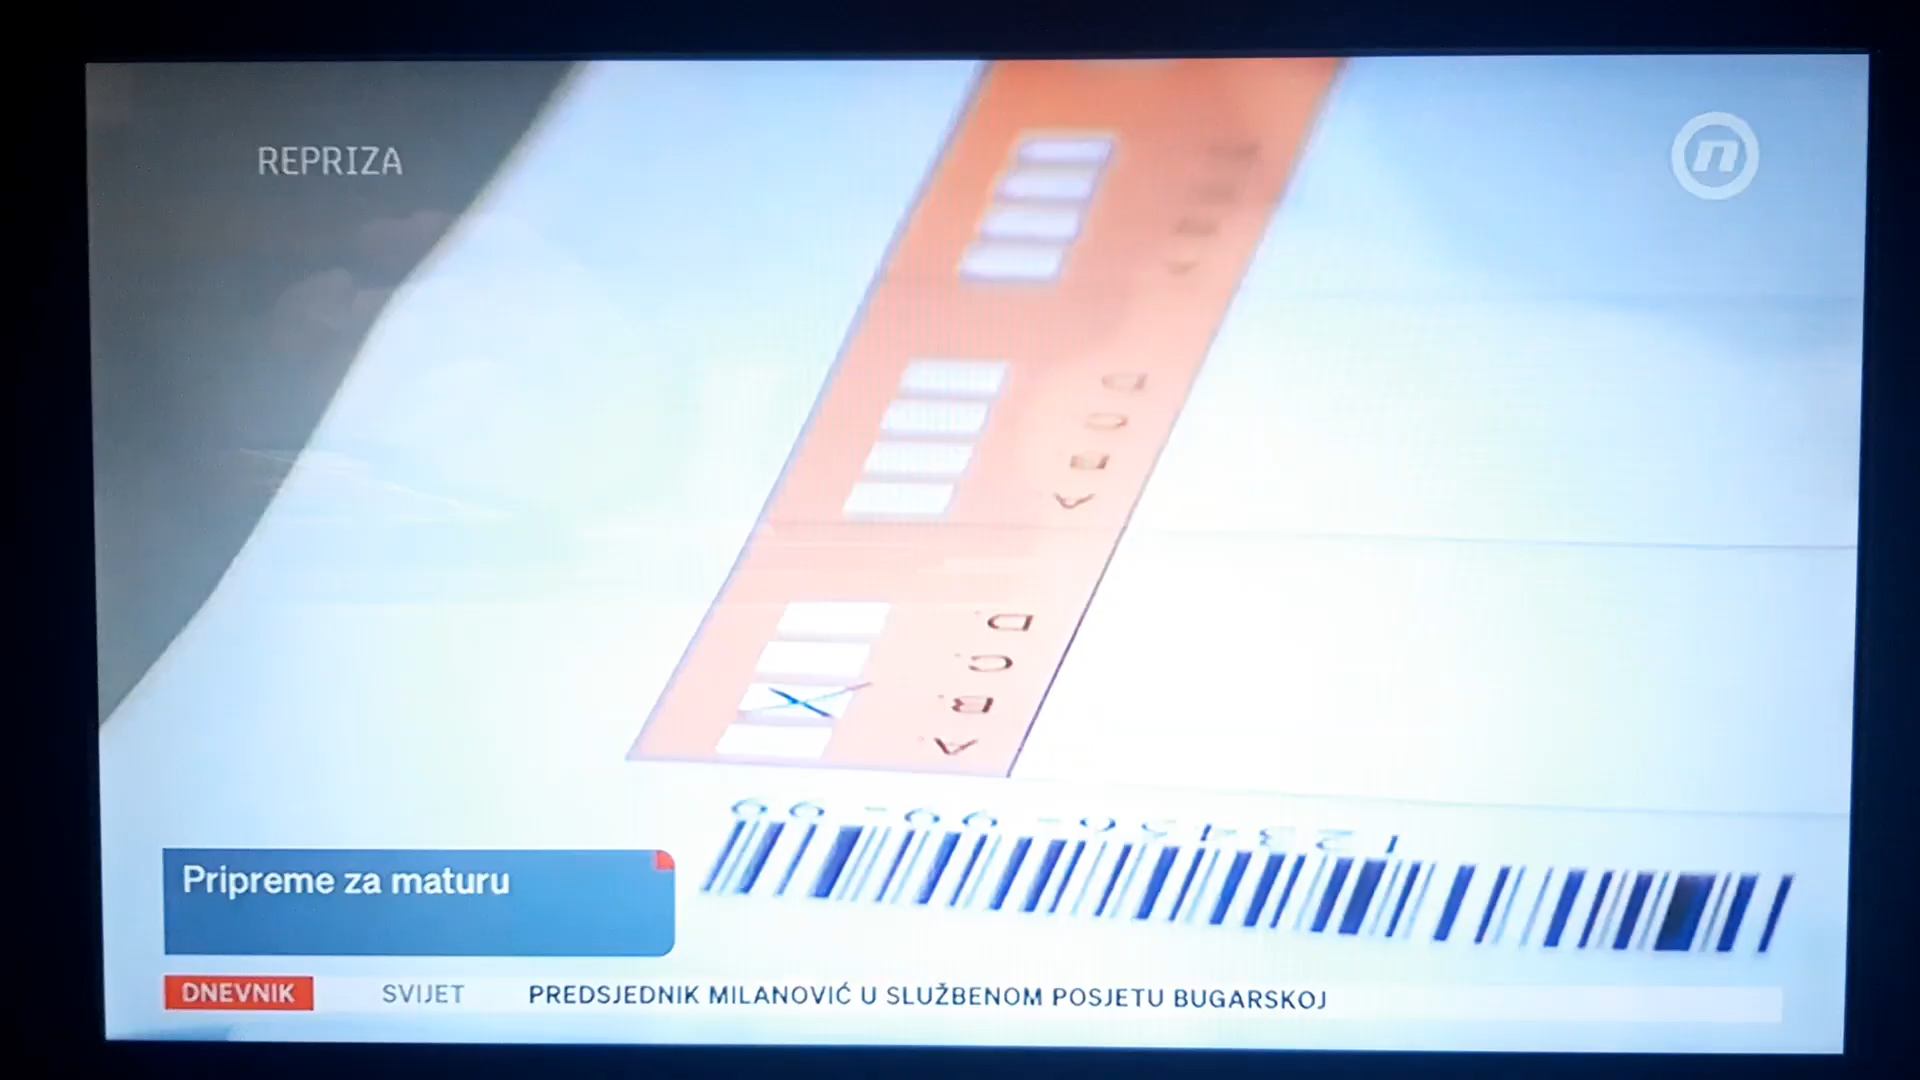 REPRIZA
n
D
C
B
A
D.
C.
B.
A.
Pripreme za maturu
DNEVNIK SVIJET PREDSJEDNIK MILANOVIĆ U SLUŽBENOM POSJETU BUGARSKOJ